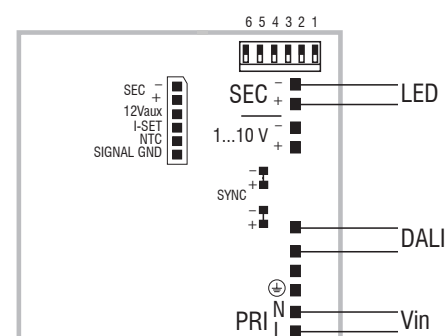 6 5 4 3 2 1
SEC -
+
12Vaux
I-SET
NTC
SIGNAL GND
SEC -
+
LED
1...10 V -
+
-
+
SYNC
-
+
DALI
PRI N
L
Vin